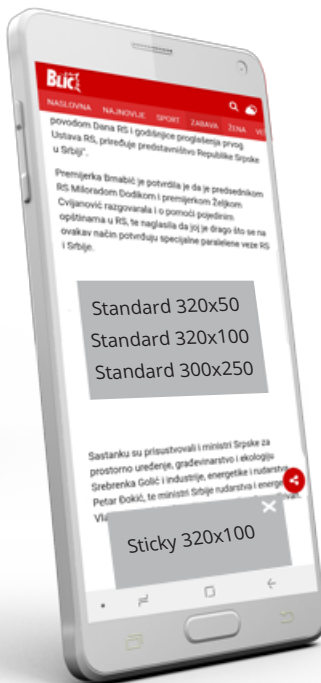 Blic
NASLOVNA NAJNOVIJE SPORT ZABAVA ŽENA
povodom Dana RS i godišnjice proglašenja prvog
Ustava RS, priređuje predstavništvo Republike Srpske
u Srbiji".
Premijerka Brnabić je potvrdila je da je predsednikom
RS Miloradom Dodikom i premijerkom Željkom
Cvijanović razgovarala i o pomoći pojedinim
opštinama u RS, te naglasila da joj je drago što se na
ovakav način potvrđuju specijalne paralelene veze RS
i Srbije.
Standard 320x50
Standard 320x100
Standard 300x250
Sastanku su prisustvovali i ministri Srpske za
prostorno uređenje, građevinarstvo i ekologiju
Srebrenka Golić i industrije, energetike i rudarstva
Petar Đokić, te ministri Srbije rudarstva i
Sticky 320x100